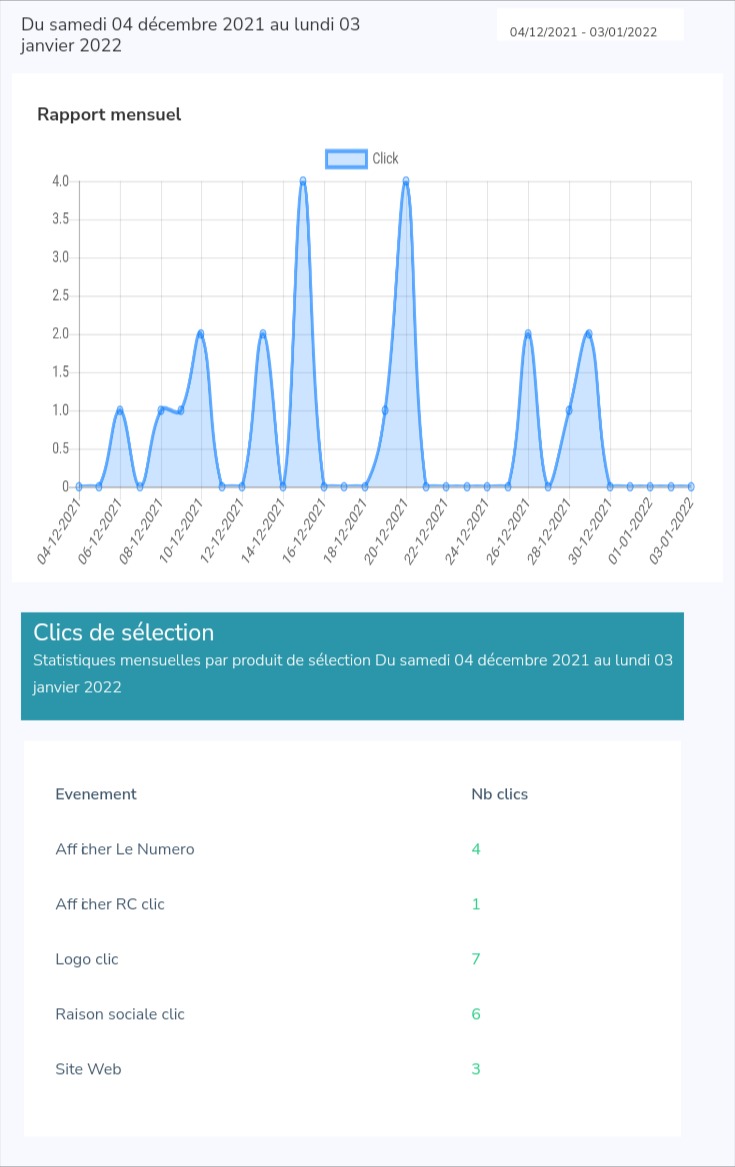 Du samedi 04 décembre 2021 au lundi 03
janvier 2022
04/12/2021 - 03/01/2022
Rapport mensuel
Click
4.0
3.5
3.0
2.5
2.0
1.5
1.0
0.5
0
04-12-2021
06-12-2021
08-12-2021
10-12-2021
12-12-2021
14-12-2021
16-12-2021
18-12-2021
20-12-2021
22-12-2021
24-12-2021
26-12-2021
28-12-2021
30-12-2021
01-01-2022
03-01-2022
Clics de sélection
Statistiques mensuelles par produit de sélection Du samedi 04 décembre 2021 au lundi 03
janvier 2022
Evenement Nb clics
Afficher Le Numero 4
Afficher RC clic 1
Logo clic 7
Raison sociale clic 6
Site Web 3